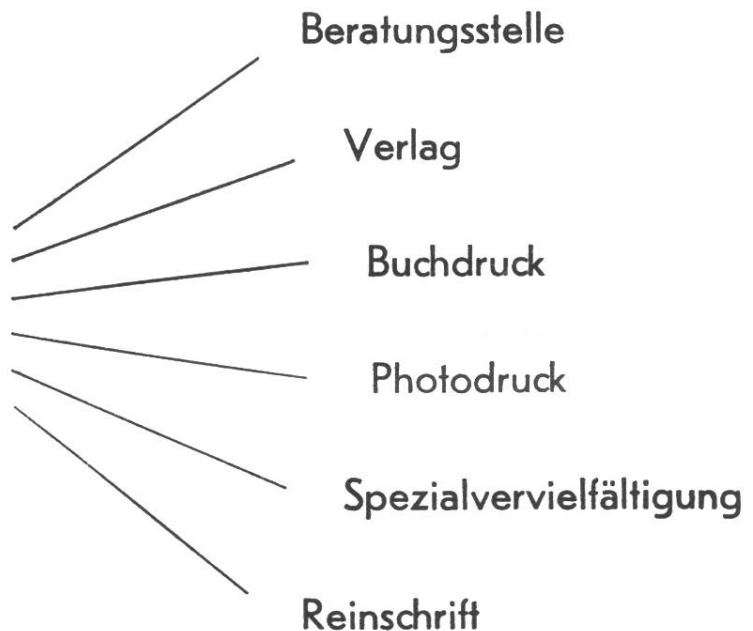 Beratungsstelle
Verlag
Buchdruck
Photodruck
Spezialvervielfältigung
Reinschrift